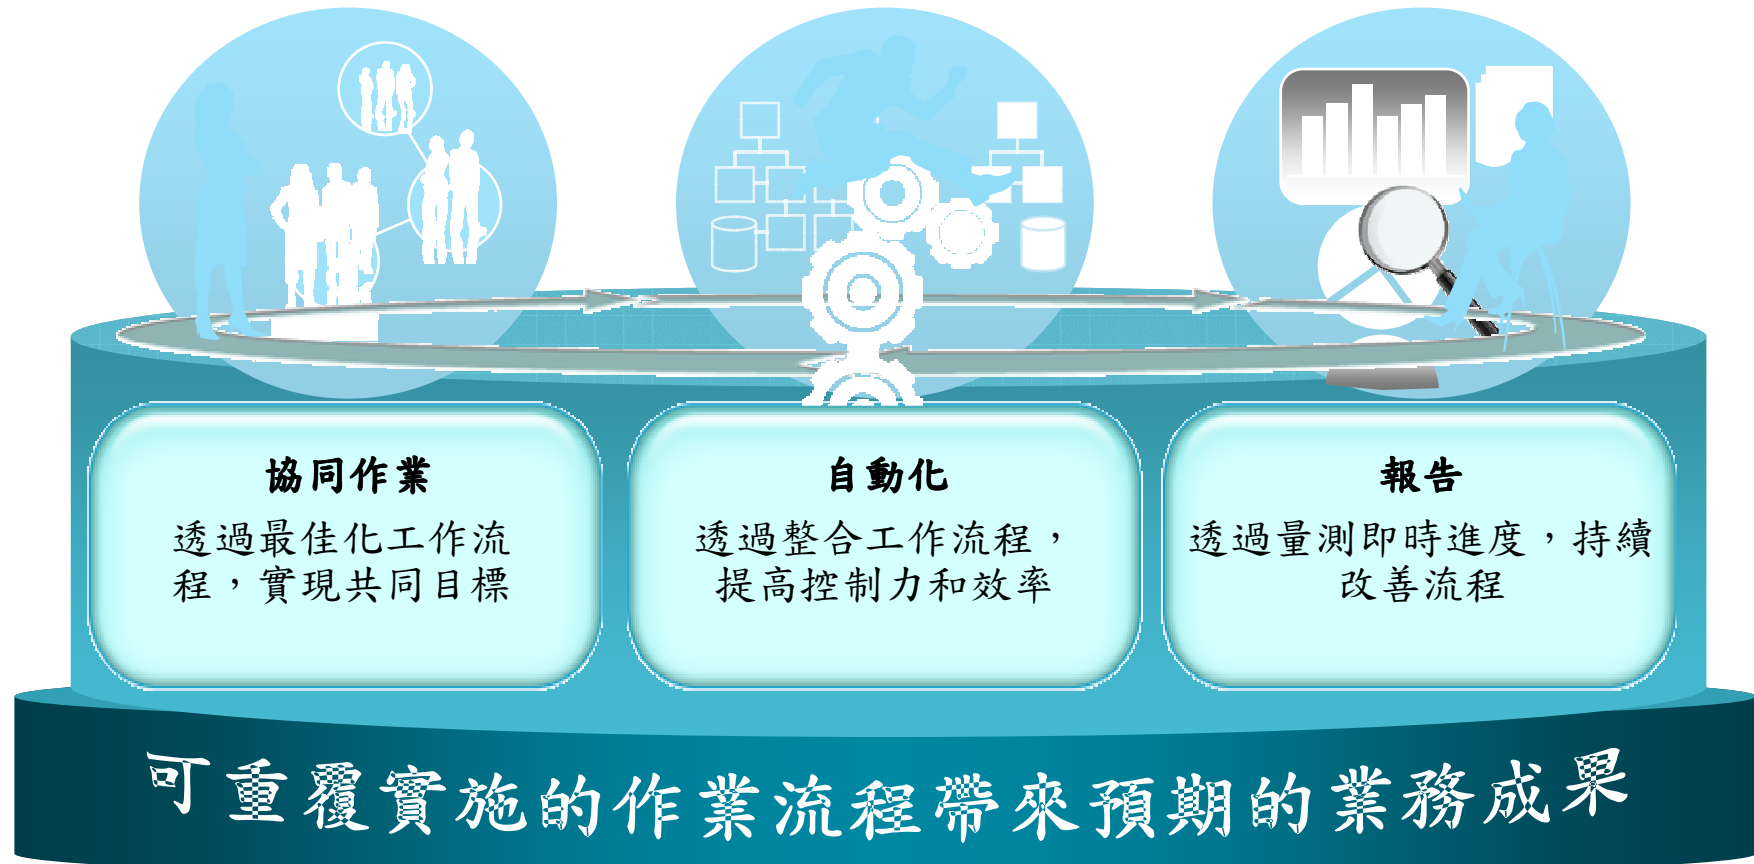 協同作業
透過最佳化工作流
程，實現共同目標
自動化
透過整合工作流程，
提高控制力和效率
報告
透過量測即時進度，持續
改善流程
可重覆實施的作業流程帶來預期的業務成果